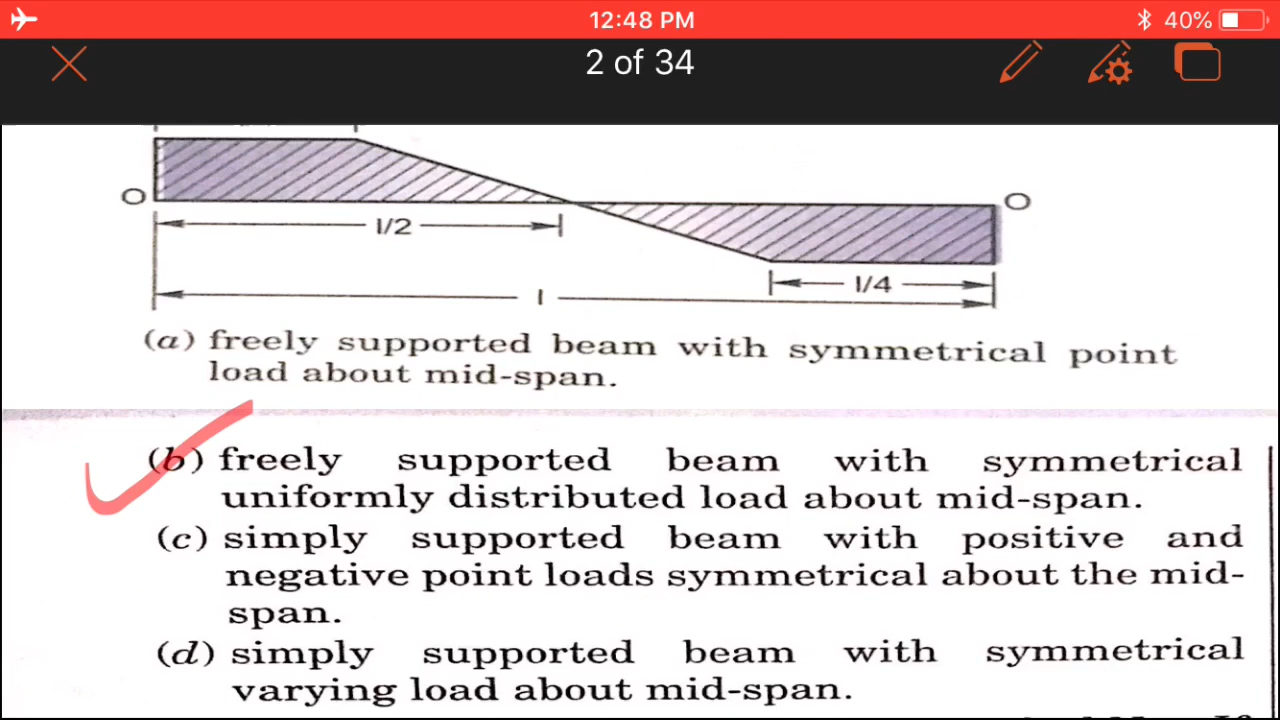 12:48 PM
40%
2 of 34
O
O
l/2
l/4
l
(a) freely supported beam with symmetrical point
load about mid-span.
(b) freely supported beam with symmetrical
uniformly distributed load about mid-span.
(c) simply supported beam with positive and
negative point loads symmetrical about the mid-
span.
(d) simply supported beam with symmetrical
varying load about mid-span.